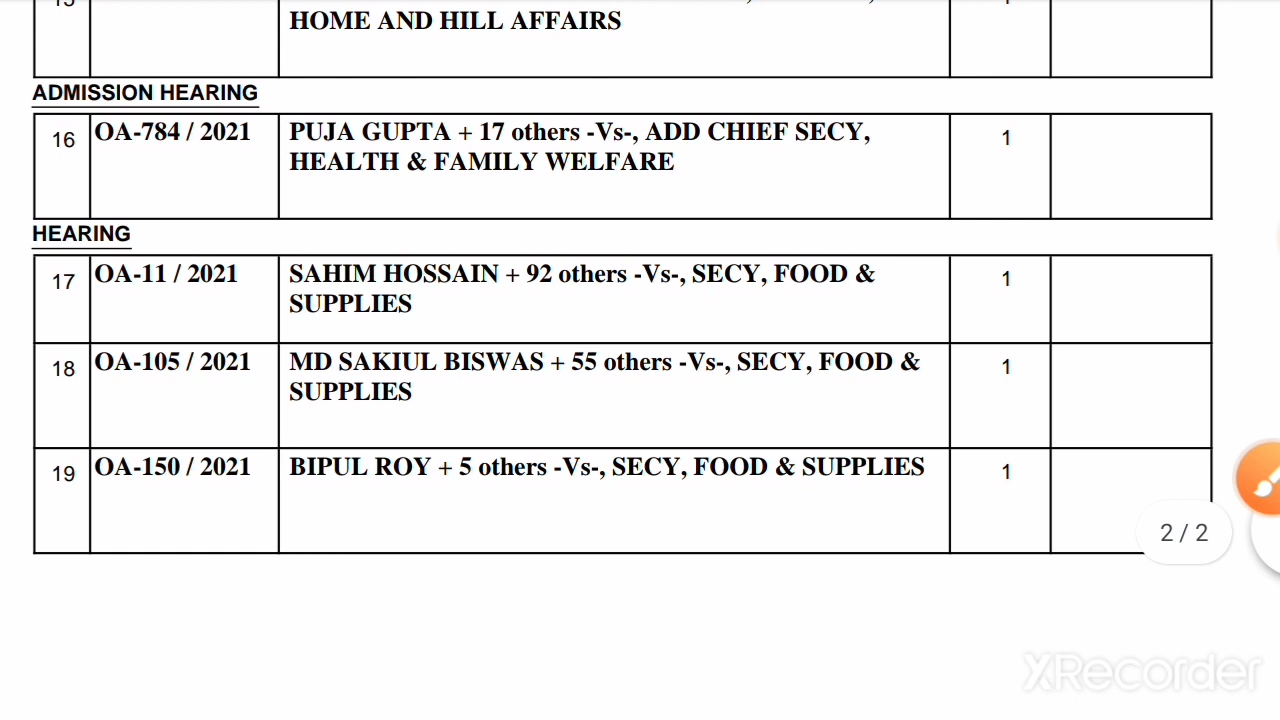 HOME AND HILL AFFAIRS
ADMISSION HEARING
16 OA-784 / 2021 PUJA GUPTA + 17 others -Vs-, ADD CHIEF SECY, 1
HEALTH & FAMILY WELFARE
HEARING
17 OA-11 / 2021 SAHIM HOSSAIN + 92 others -Vs-, SECY, FOOD & 1
SUPPLIES
18 OA-105 / 2021 MD SAKIUL BISWAS + 55 others -Vs-, SECY, FOOD & 1
SUPPLIES
19 OA-150 / 2021 BIPUL ROY + 5 others -Vs-, SECY, FOOD & SUPPLIES 1
2 / 2
XRecorder